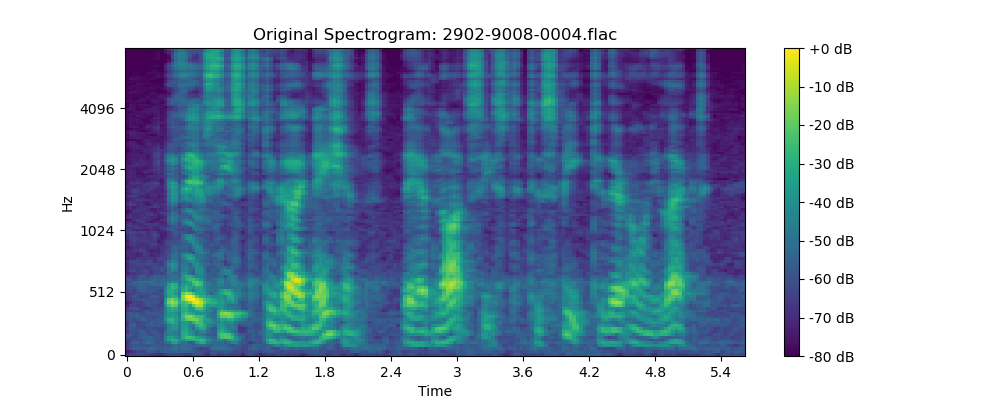 Original Spectrogram: 2902-9008-0004.flac
Hz
4096
2048
1024
512
0
0 0.6 1.2 1.8 2.4 3 3.6 4.2 4.8 5.4
Time
+0 dB
-10 dB
-20 dB
-30 dB
-40 dB
-50 dB
-60 dB
-70 dB
-80 dB